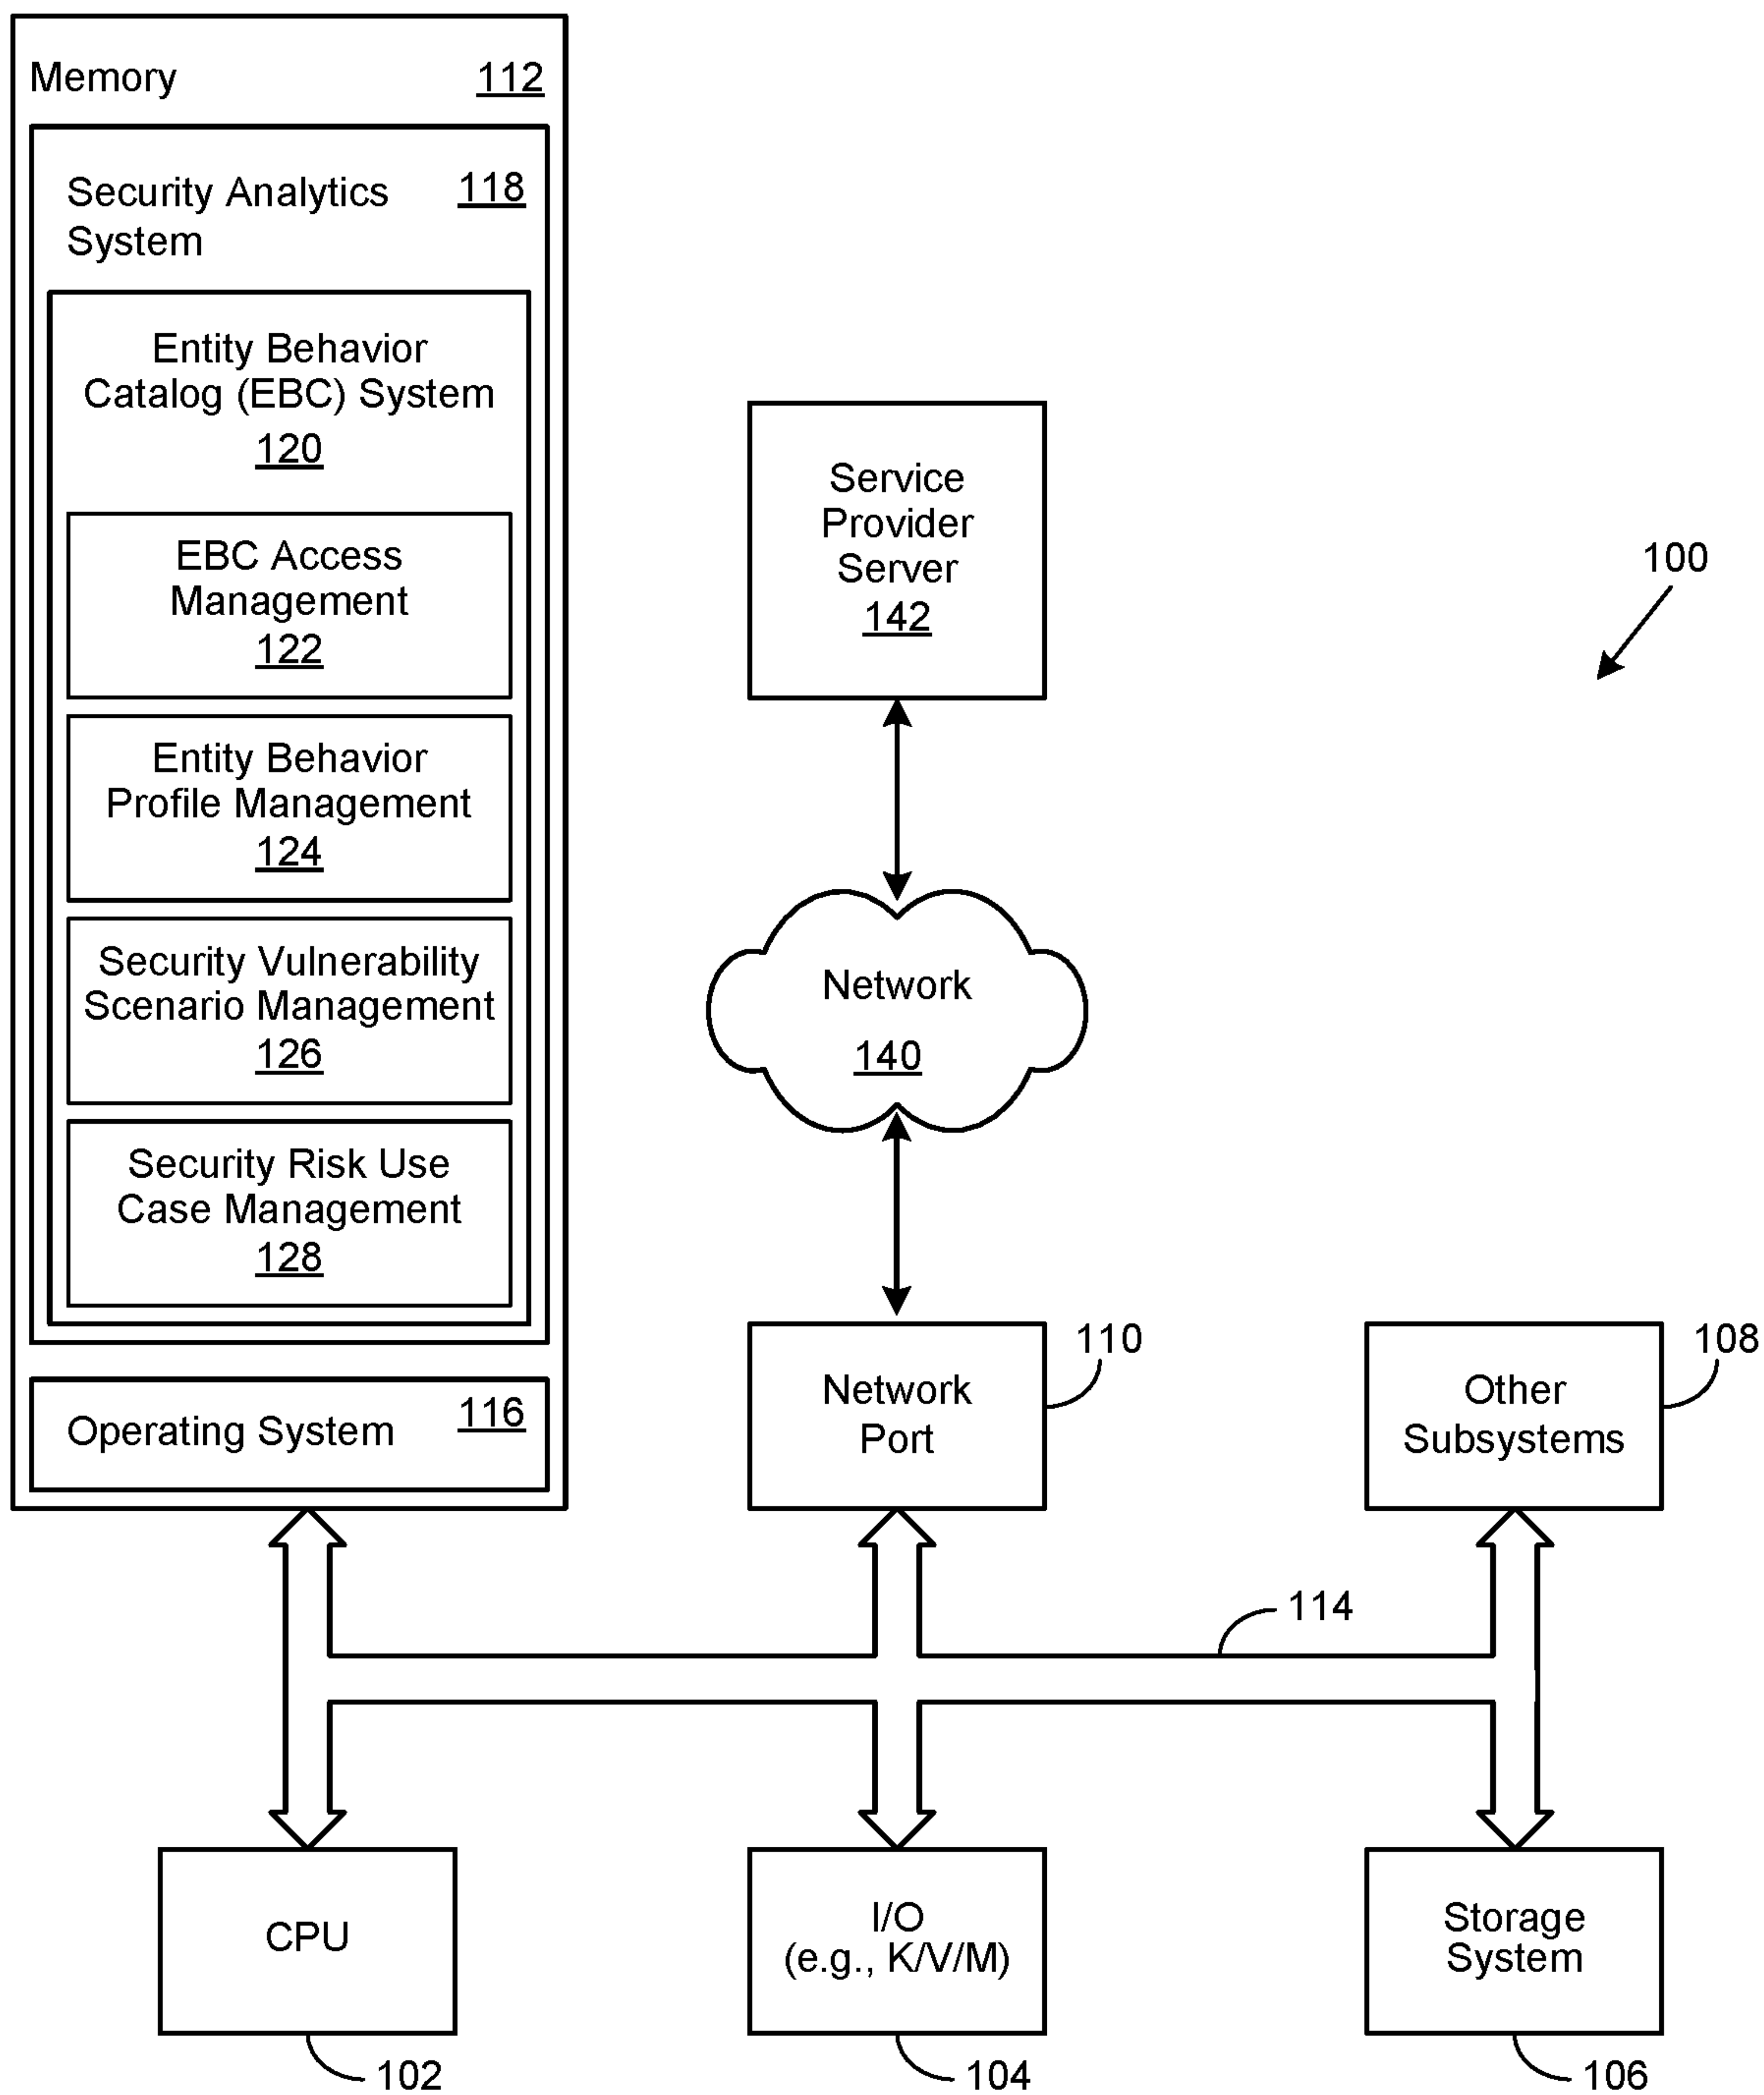 Memory 112
Security Analytics 118
System
Entity Behavior
Catalog (EBC) System
120
EBC Access
Management
122
Entity Behavior
Profile Management
124
Security Vulnerability
Scenario Management
126
Security Risk Use
Case Management
128
Operating System 116
Service
Provider
Server
142
100
Network
140
Network
Port
110
Other
Subsystems
108
114
CPU
102
I/O
(e.g., K/V/M)
104
Storage
System
106